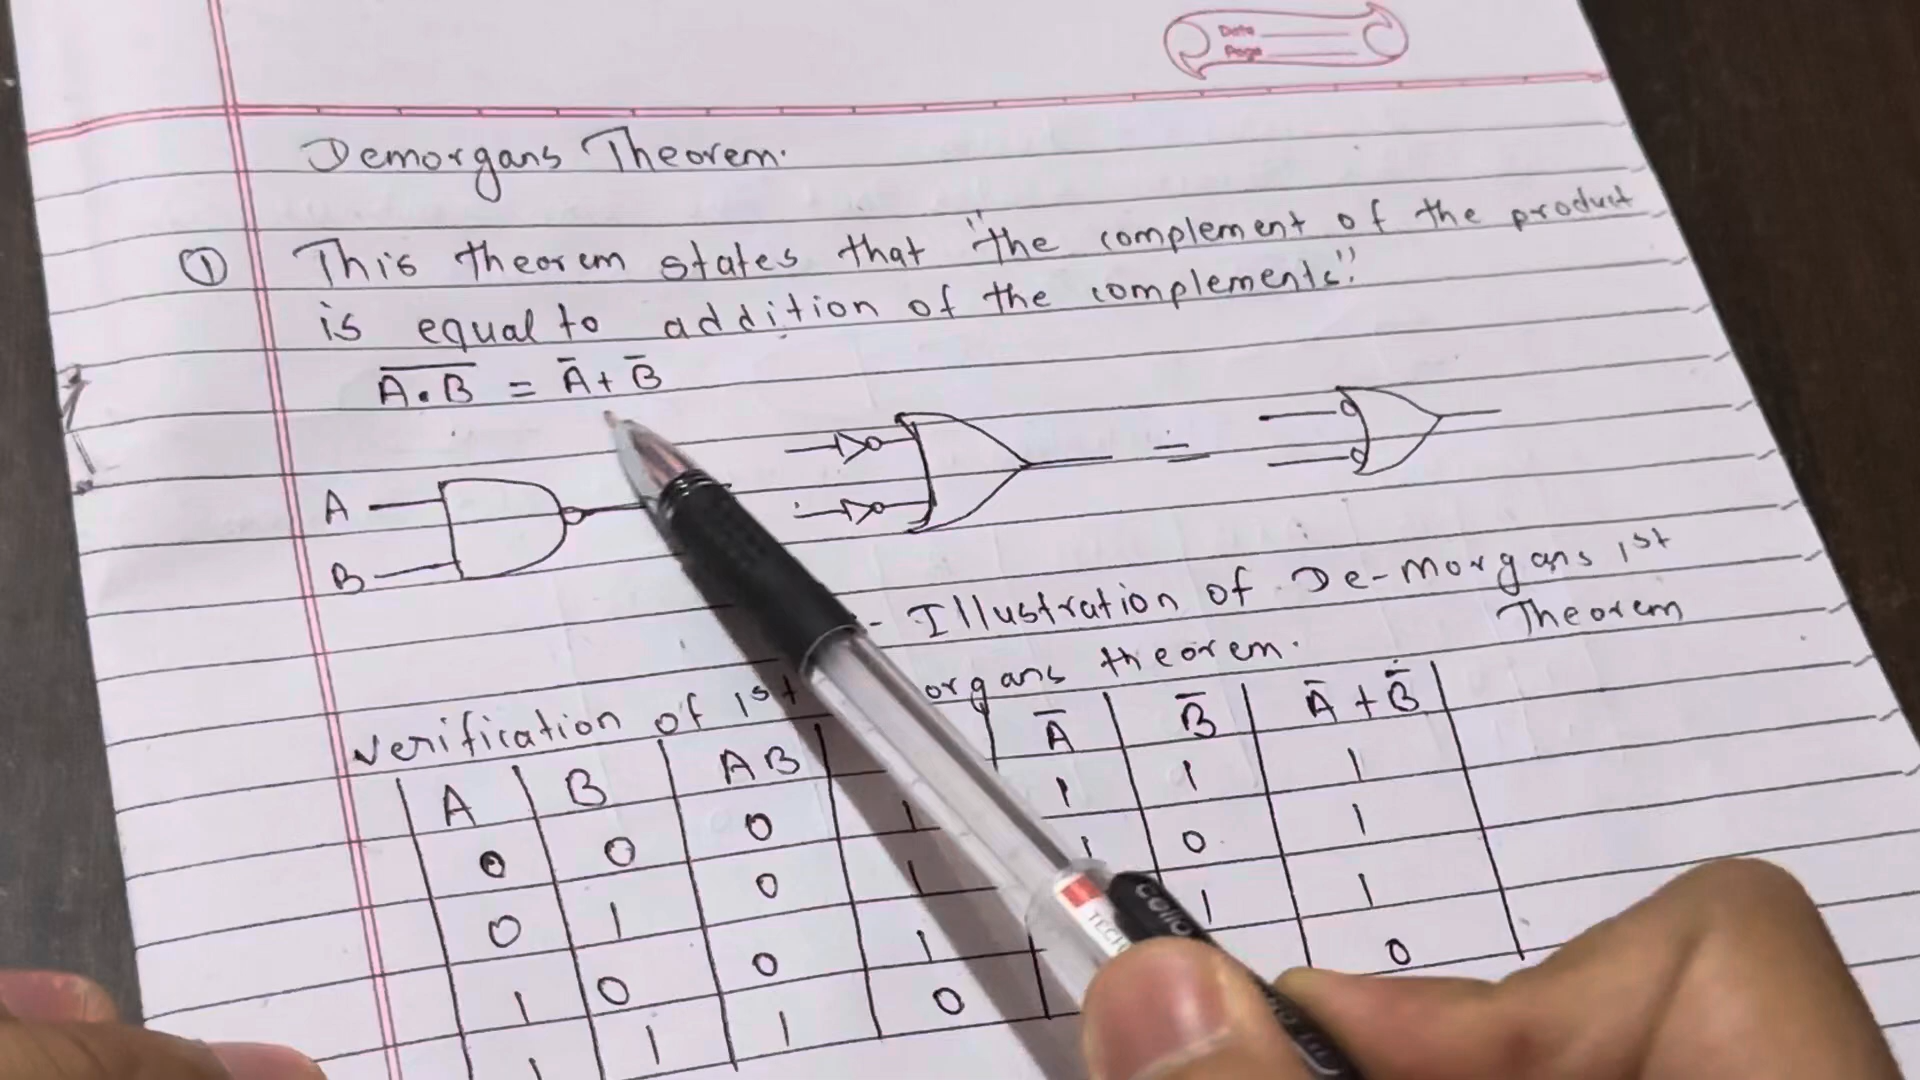 Date
Page
Demorgans Theorem.
① This theorem states that "the complement of the product
is equal to addition of the complements".
A̅.̅B̅ = A̅ + B̅
A
B
=
- Illustration of De-Morgans 1st
Theorem
verification of 1st organs theorem.
A B AB A̅ B̅ A̅ + B̅
0 0 0 1 1 1 1
0 1 0 1 1 0 1
1 0 0 1 1 1
1 1 1 0 0
cello
TECH